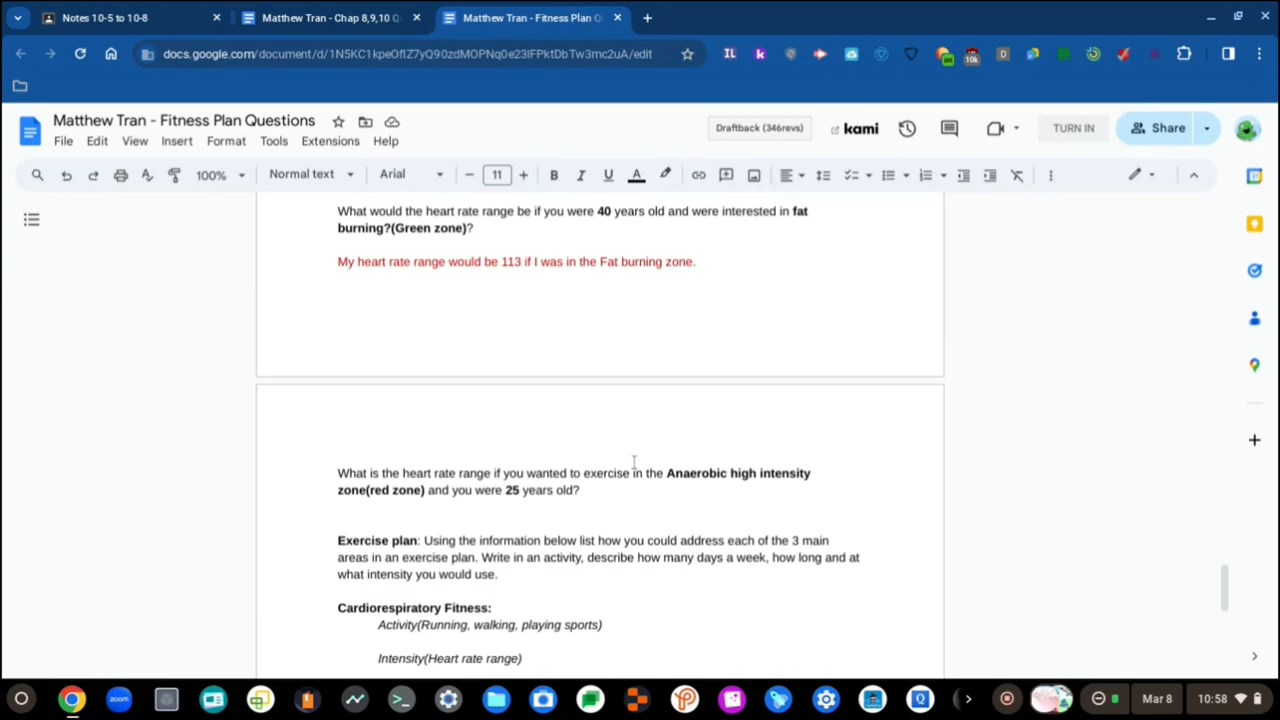 Notes 10-5 to 10-8
Matthew Tran - Chap 8,9,10 Q
Matthew Tran - Fitness Plan Q
docs.google.com/document/d/1N5KC1kpeOflZ7yQ90zdMOPNq0e23IFPktDbTw3mc2uA/edit
Matthew Tran - Fitness Plan Questions
Draftback (346revs)
kami
TURN IN
Share
File Edit View Insert Format Tools Extensions Help
100% Normal text Arial 11
What would the heart rate range be if you were 40 years old and were interested in fat
burning?(Green zone)?
My heart rate range would be 113 if I was in the Fat burning zone.
What is the heart rate range if you wanted to exercise in the Anaerobic high intensity
zone(red zone) and you were 25 years old?
Exercise plan: Using the information below list how you could address each of the 3 main
areas in an exercise plan. Write in an activity, describe how many days a week, how long and at
what intensity you would use.
Cardiorespiratory Fitness:
Activity(Running, walking, playing sports)
Intensity(Heart rate range)
zoom
Mar 8 10:58